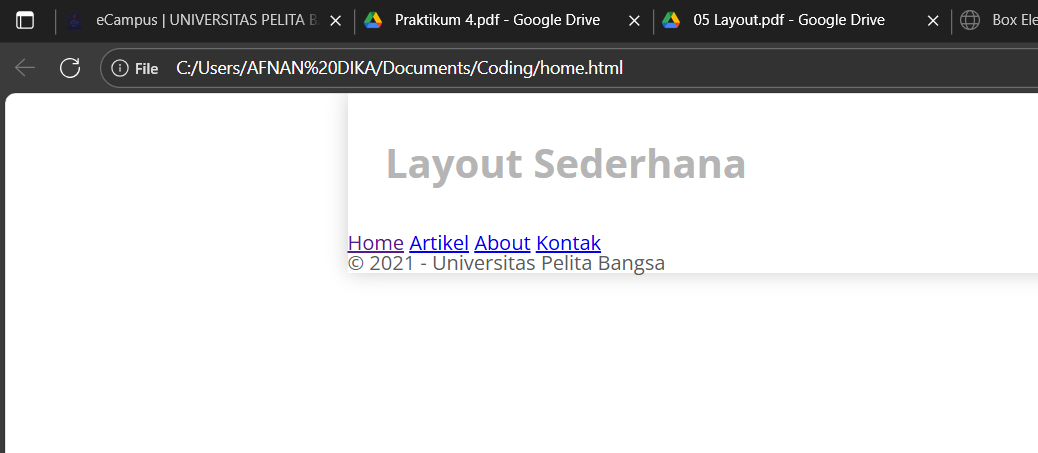 eCampus | UNIVERSITAS PELITA B
Praktikum 4.pdf - Google Drive
05 Layout.pdf - Google Drive
Box Ele
File
C:/Users/AFNAN%20DIKA/Documents/Coding/home.html
Layout Sederhana
Home Artikel About Kontak
© 2021 - Universitas Pelita Bangsa